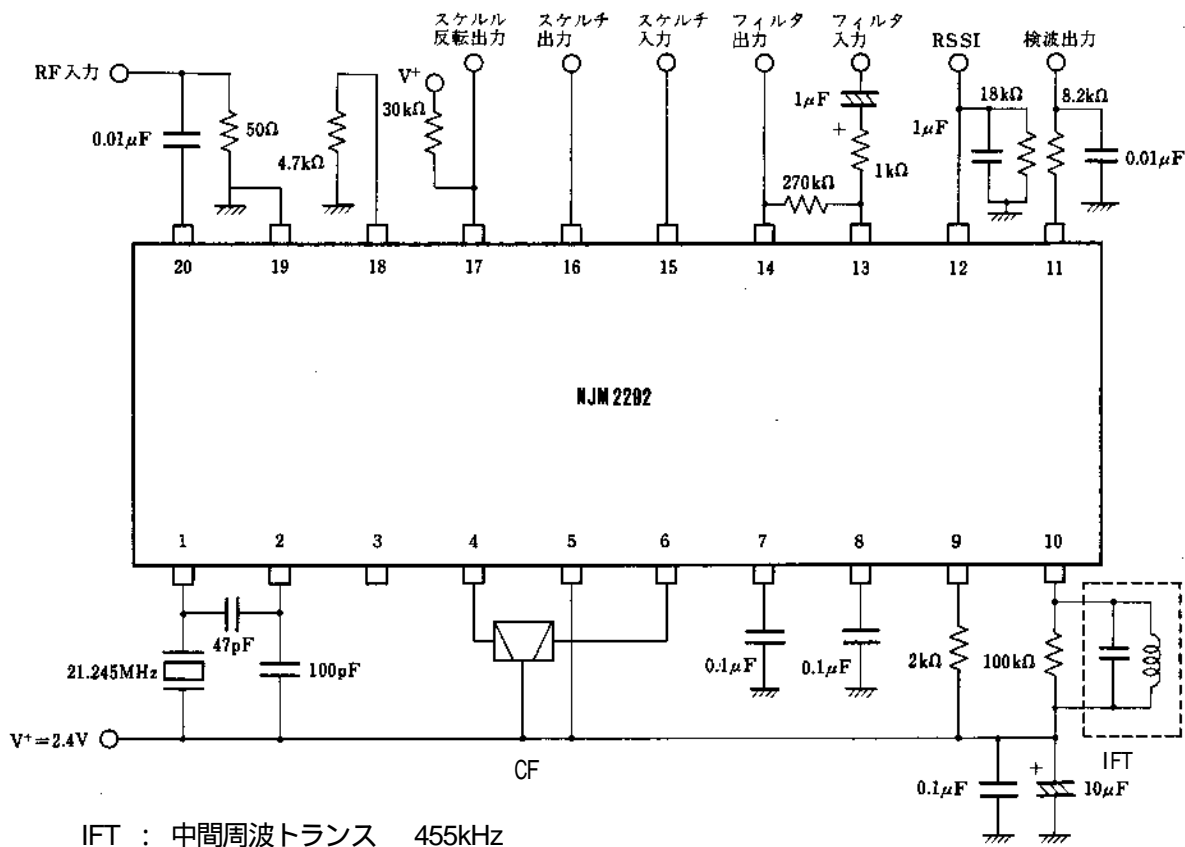 スケルル
反転出力
スケルチ
出力
スケルチ
入力
フィルタ
出力
フィルタ
入力
RSSI
検波出力
RF入力
V⁺
30kΩ
0.01μF
50Ω
4.7kΩ
1μF
+
1kΩ
270kΩ
1μF
18kΩ
8.2kΩ
0.01μF
20
19
18
17
16
15
14
13
12
11
NJM2292
1
2
3
4
5
6
7
8
9
10
47pF
21.245MHz
100pF
0.1μF
0.1μF
2kΩ
100kΩ
V⁺=2.4V
CF
IFT
0.1μF
+
10μF
IFT : 中間周波トランス 455kHz